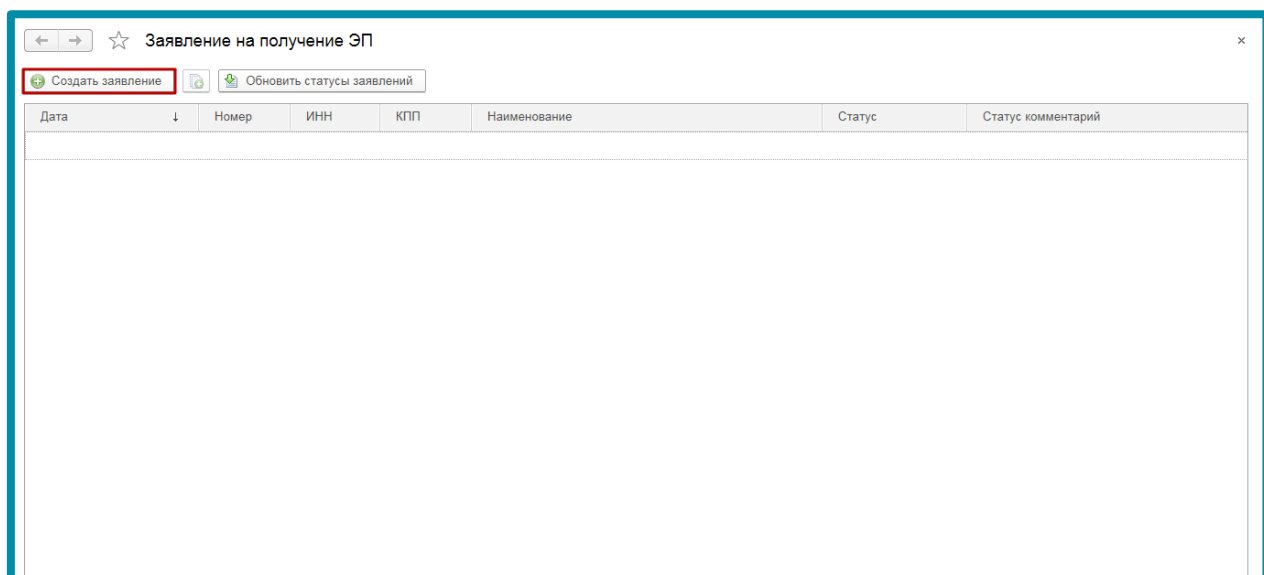 Заявление на получение ЭП
Создать заявление Обновить статусы заявлений
Дата ↓ Номер ИНН КПП Наименование Статус Статус комментарий